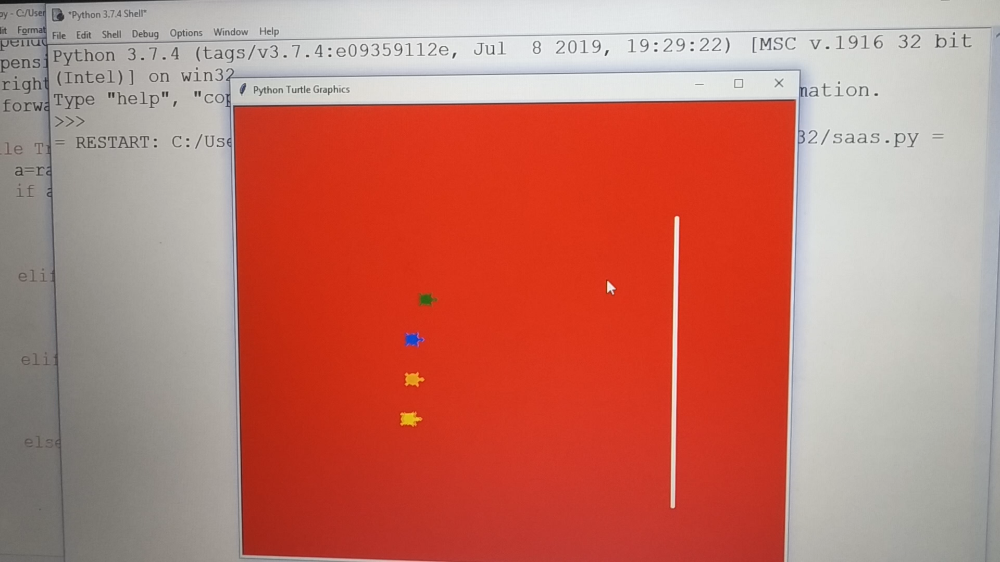 py - C:/User
*Python 3.7.4 Shell*
Format
File Edit Shell Debug Options Window Help
Python 3.7.4 (tags/v3.7.4:e09359112e, Jul 8 2019, 19:29:22) [MSC v.1916 32 bit
(Intel)] on win32
Type "help", "cop
mation.
>>>
= RESTART: C:/Use
32/saas.py =
Python Turtle Graphics
pensi
right
forwa
le Tr
a=ra
if a
elif
elif
else